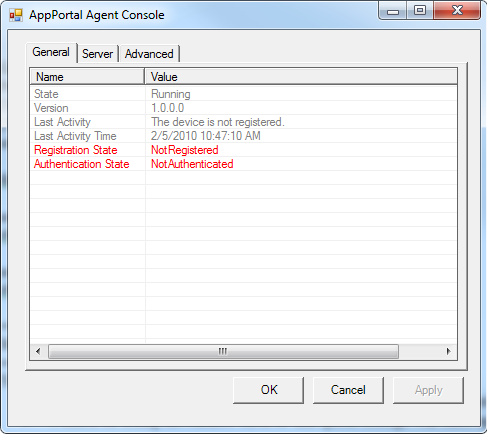 AppPortal Agent Console
General Server Advanced
Name Value
State Running
Version 1.0.0.0
Last Activity The device is not registered.
Last Activity Time 2/5/2010 10:47:10 AM
Registration State NotRegistered
Authentication State NotAuthenticated
OK Cancel Apply